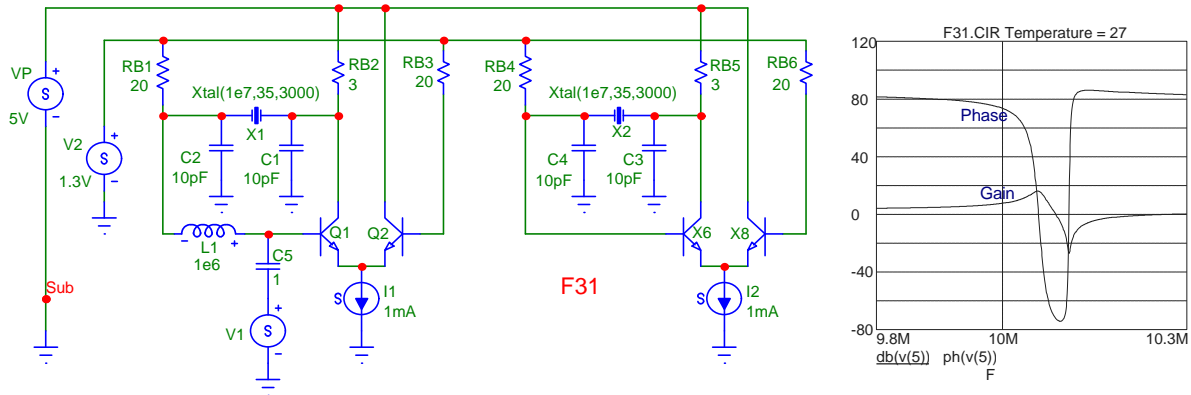 VP
+
S
-
5V
Sub
V2
+
S
-
1.3V
RB1
20
RB2
3
RB3
20
Xtal(1e7,35,3000)
X1
C2
10pF
C1
10pF
- L1 +
1e6
C5
1
+
V1
S
-
Q1
Q2
S
I1
1mA
RB4
20
RB5
3
RB6
20
Xtal(1e7,35,3000)
X2
C4
10pF
C3
10pF
X6
X8
S
I2
1mA
F31
F31.CIR Temperature = 27
120
80
40
0
-40
-80
Phase
Gain
9.8M 10M 10.3M
db(v(5)) ph(v(5))
F